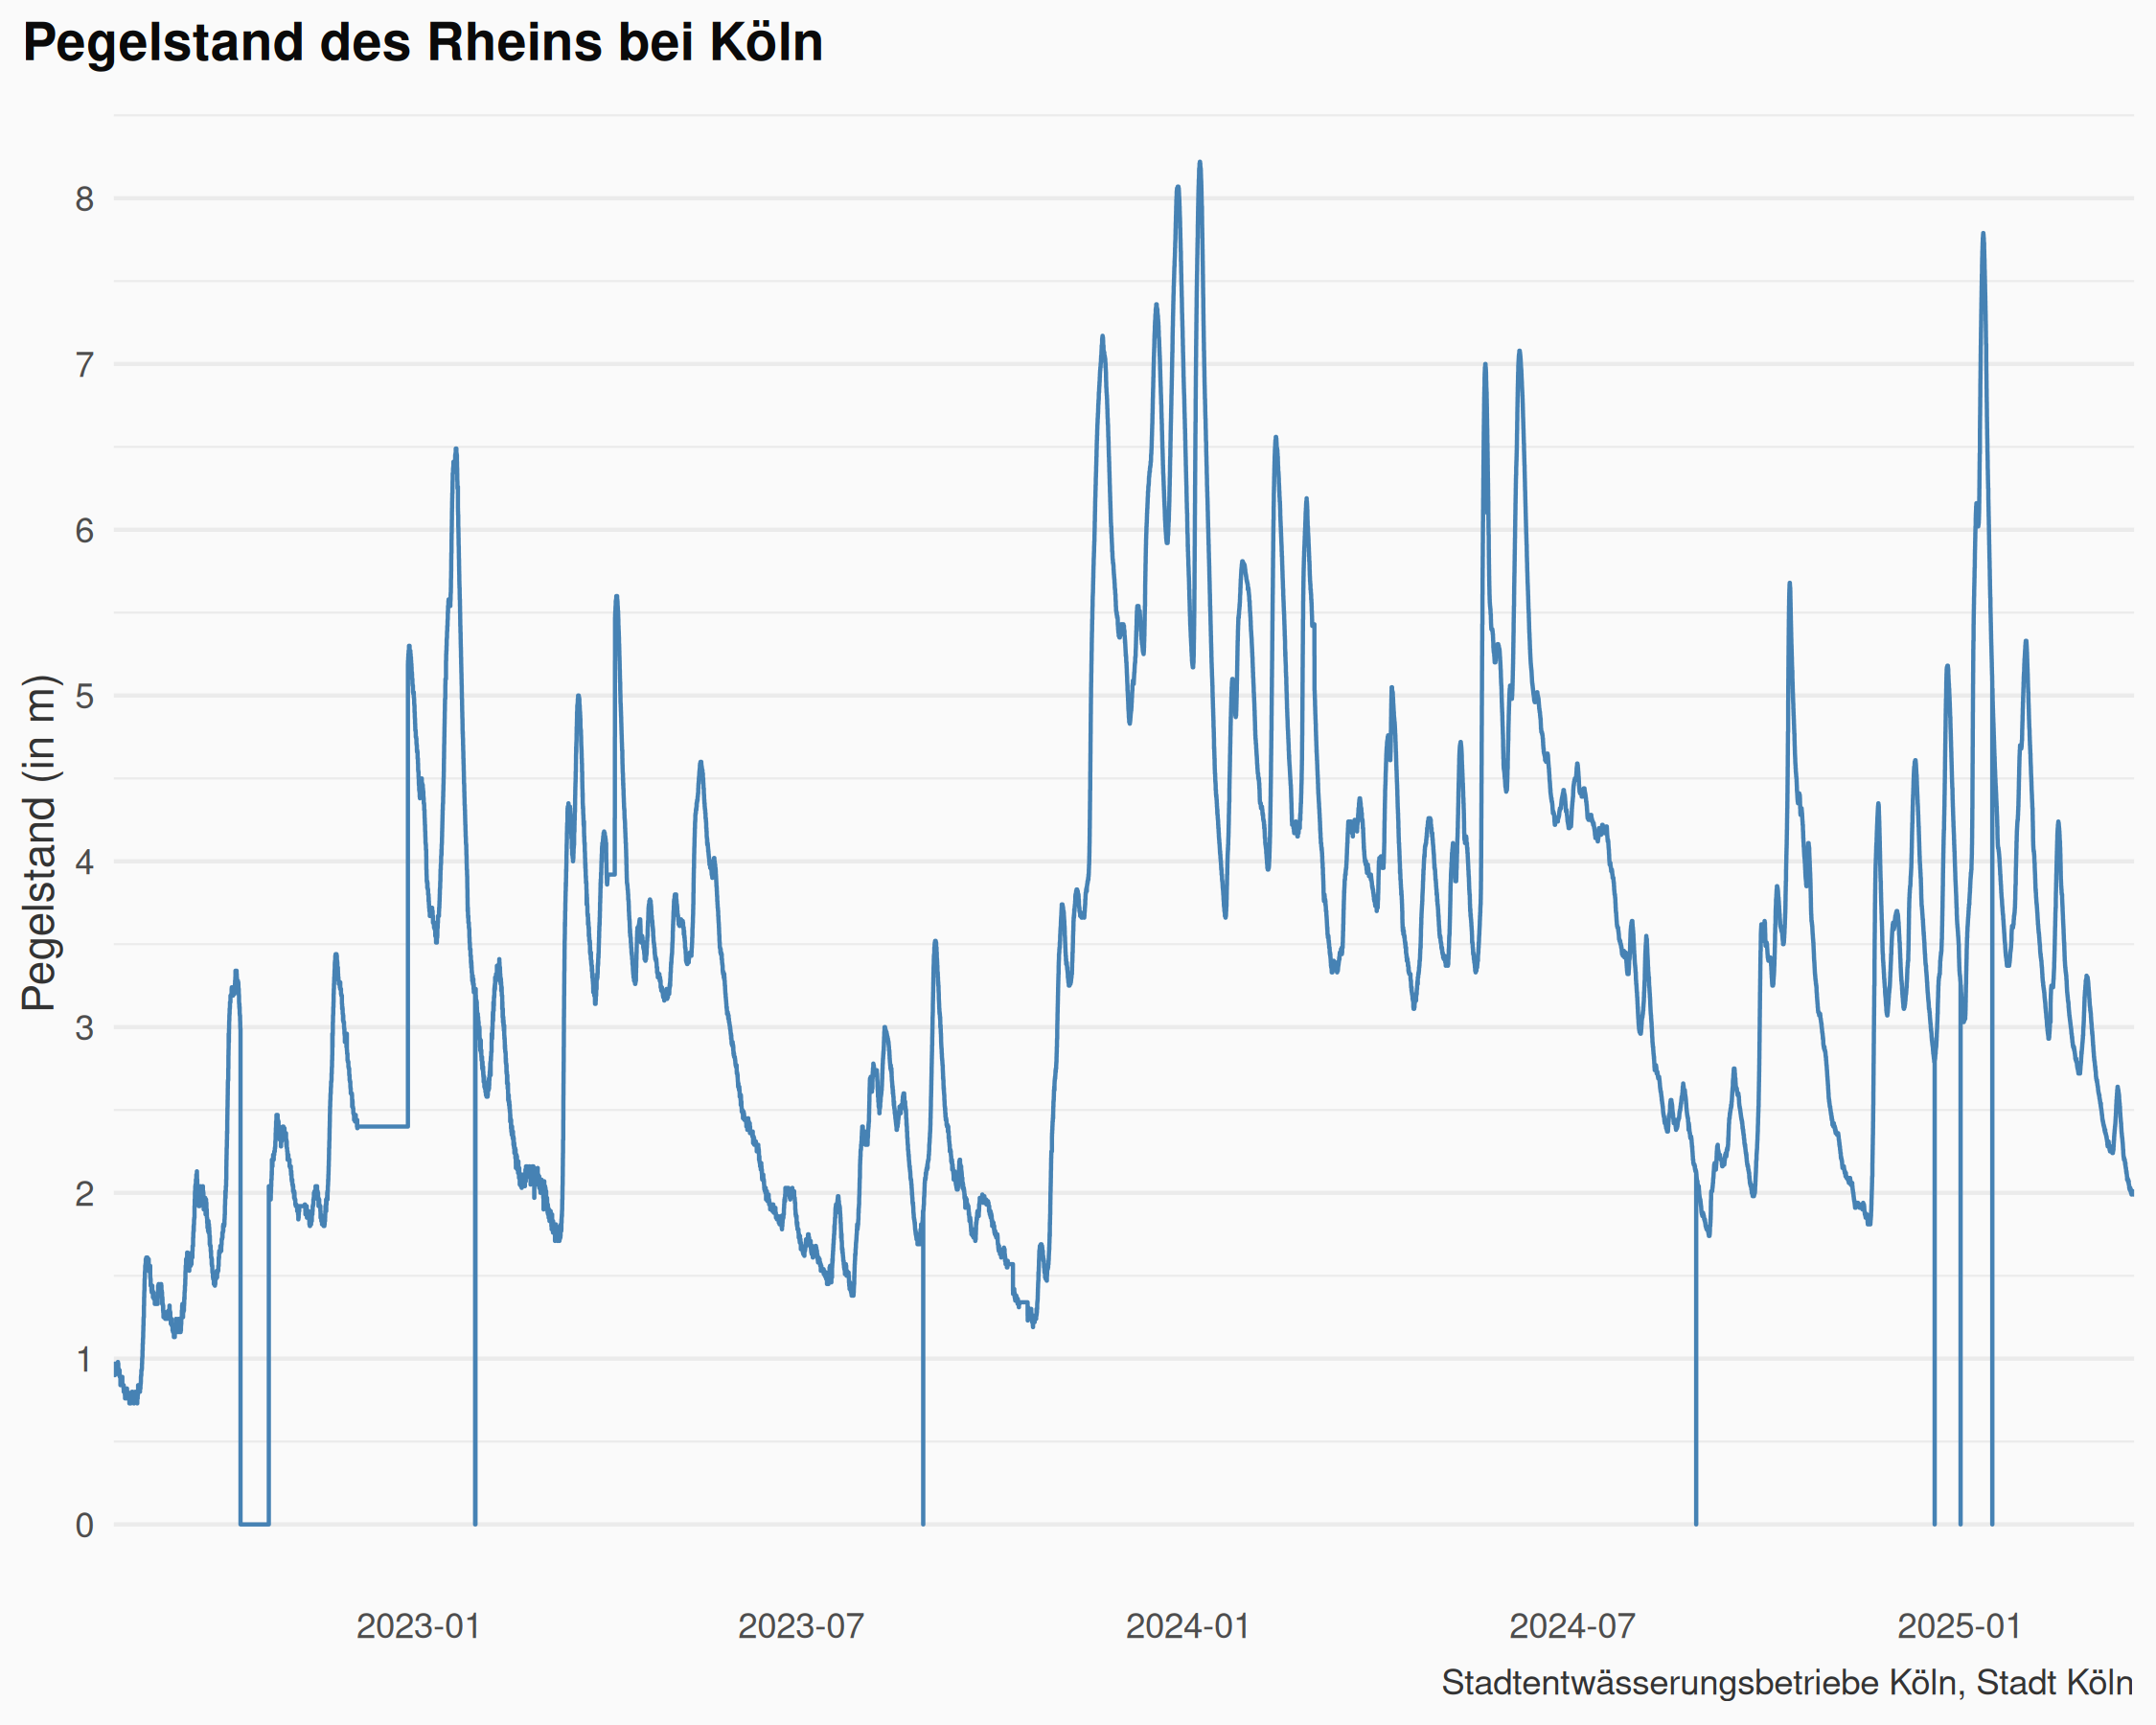 Pegelstand des Rheins bei Köln
Pegelstand (in m)
8
7
6
5
4
3
2
1
0
2023-01 2023-07 2024-01 2024-07 2025-01
Stadtentwässerungsbetriebe Köln, Stadt Köln